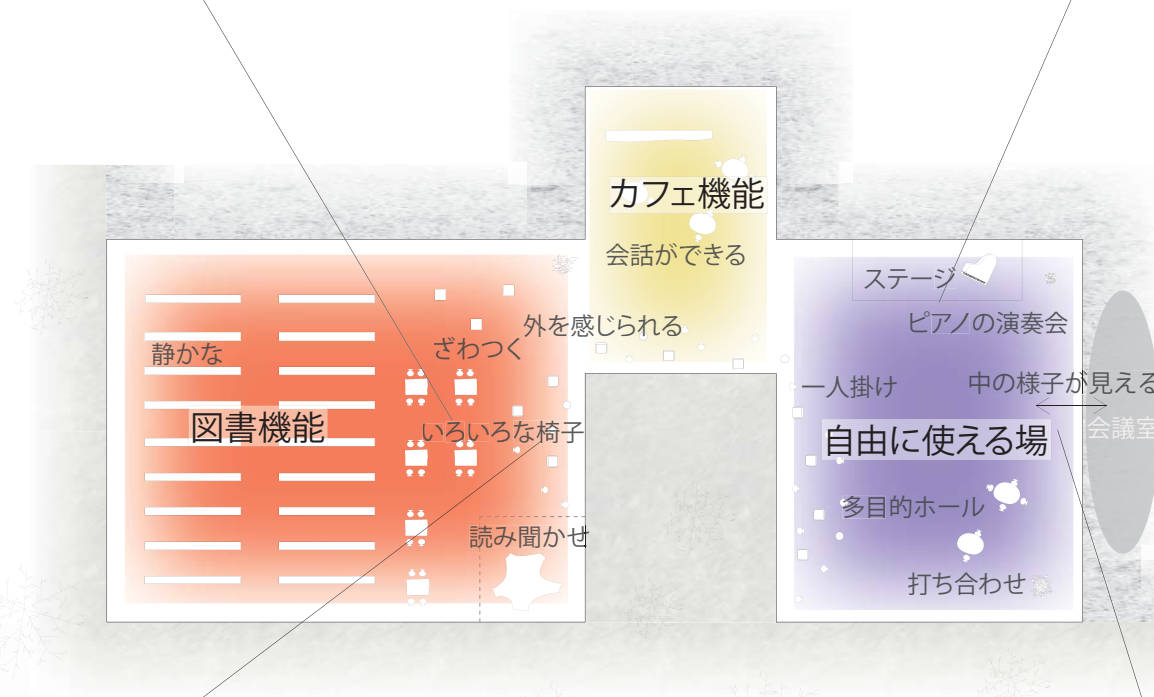 カフェ機能
会話ができる
ステージ
ピアノの演奏会
外を感じられる
ざわつく
静かな
一人掛け
中の様子が見える
図書機能
いろいろな椅子
自由に使える場
会議室
多目的ホール
読み聞かせ
打ち合わせ